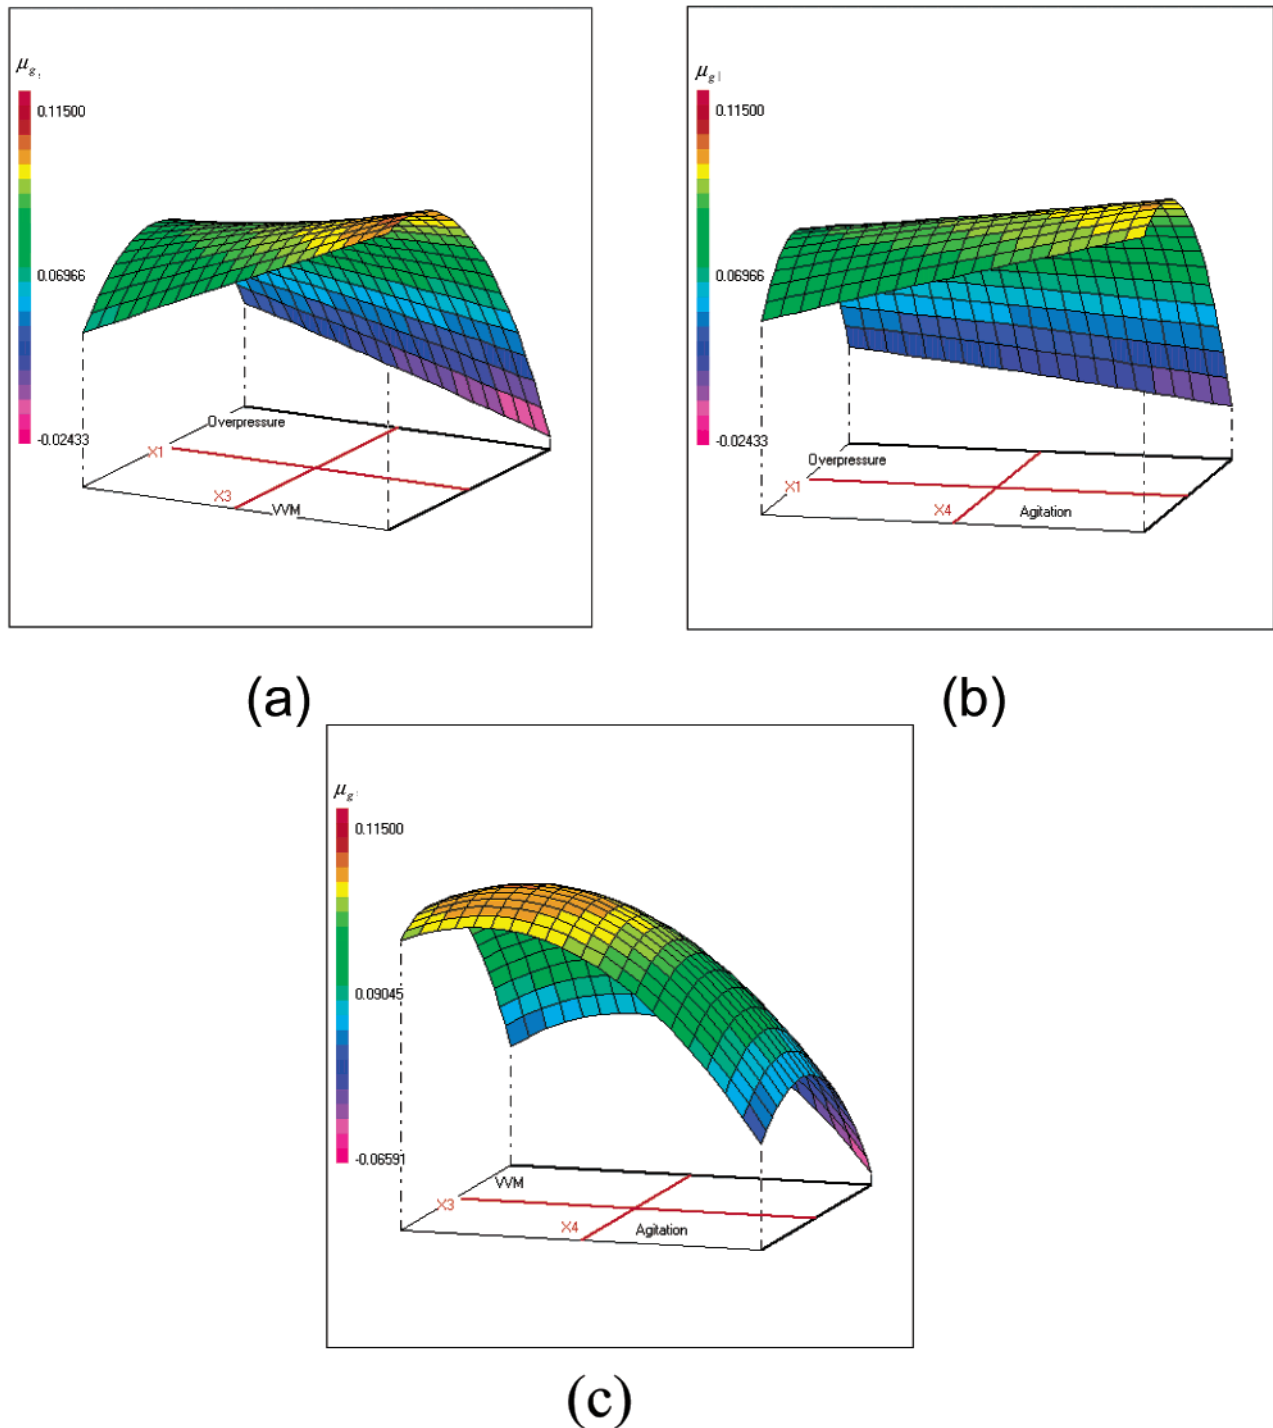 μg
0.11500
0.06966
-0.02433
Overpressure
X1
X3
VVM
(a)
μg
0.11500
0.06966
-0.02433
Overpressure
X1
X4
Agitation
(b)
μg
0.11500
0.09045
-0.06591
VVM
X3
X4
Agitation
(c)